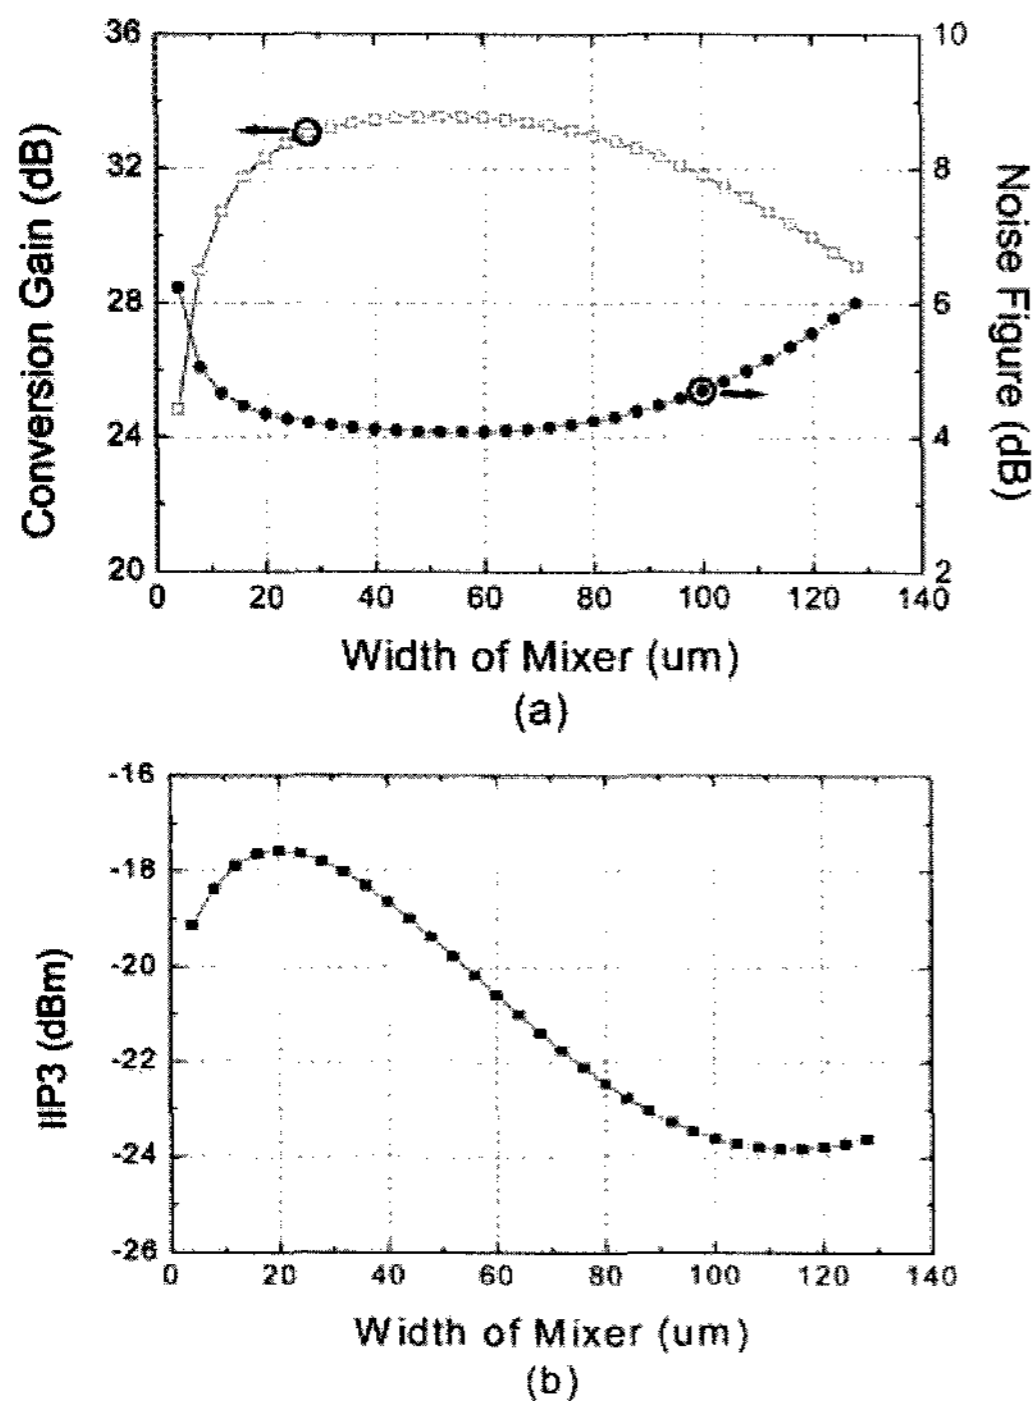 36
32
28
24
20
Conversion Gain (dB)
10
8
6
4
2
Noise Figure (dB)
0 20 40 60 80 100 120 140
Width of Mixer (um)
(a)
-16
-18
-20
-22
-24
-26
IIP3 (dBm)
0 20 40 60 80 100 120 140
Width of Mixer (um)
(b)